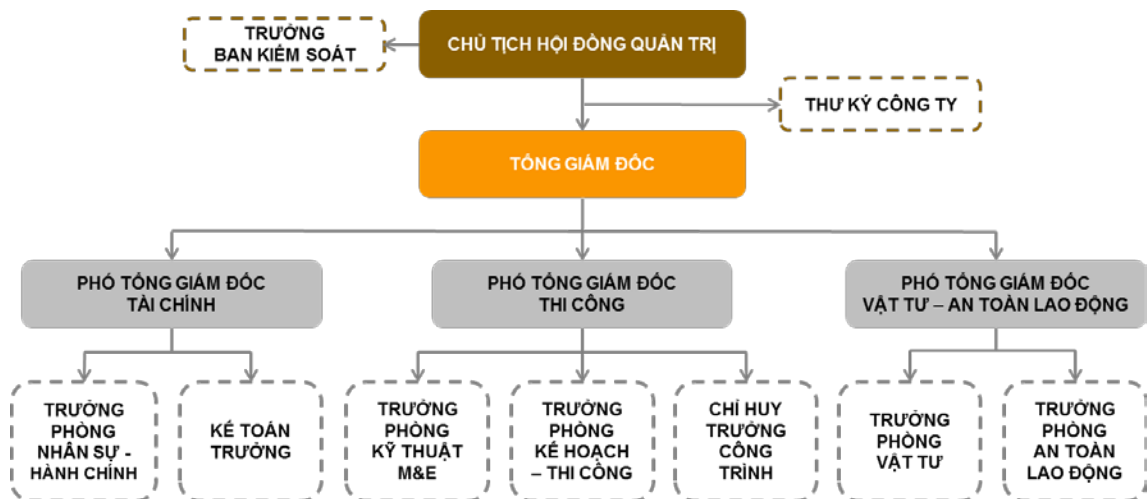 TRƯỞNG
BAN KIỂM SOÁT
CHỦ TỊCH HỘI ĐỒNG QUẢN TRỊ
THƯ KÝ CÔNG TY
TỔNG GIÁM ĐỐC
PHÓ TỔNG GIÁM ĐỐC
TÀI CHÍNH
PHÓ TỔNG GIÁM ĐỐC
THI CÔNG
PHÓ TỔNG GIÁM ĐỐC
VẬT TƯ – AN TOÀN LAO ĐỘNG
TRƯỞNG
PHÒNG
NHÂN SỰ -
HÀNH CHÍNH
KẾ TOÁN
TRƯỞNG
TRƯỞNG
PHÒNG
KỸ THUẬT
M&E
TRƯỞNG
PHÒNG
KẾ HOẠCH
– THI CÔNG
CHỈ HUY
TRƯỞNG
CÔNG
TRÌNH
TRƯỞNG
PHÒNG
VẬT TƯ
TRƯỞNG
PHÒNG
AN TOÀN
LAO ĐỘNG